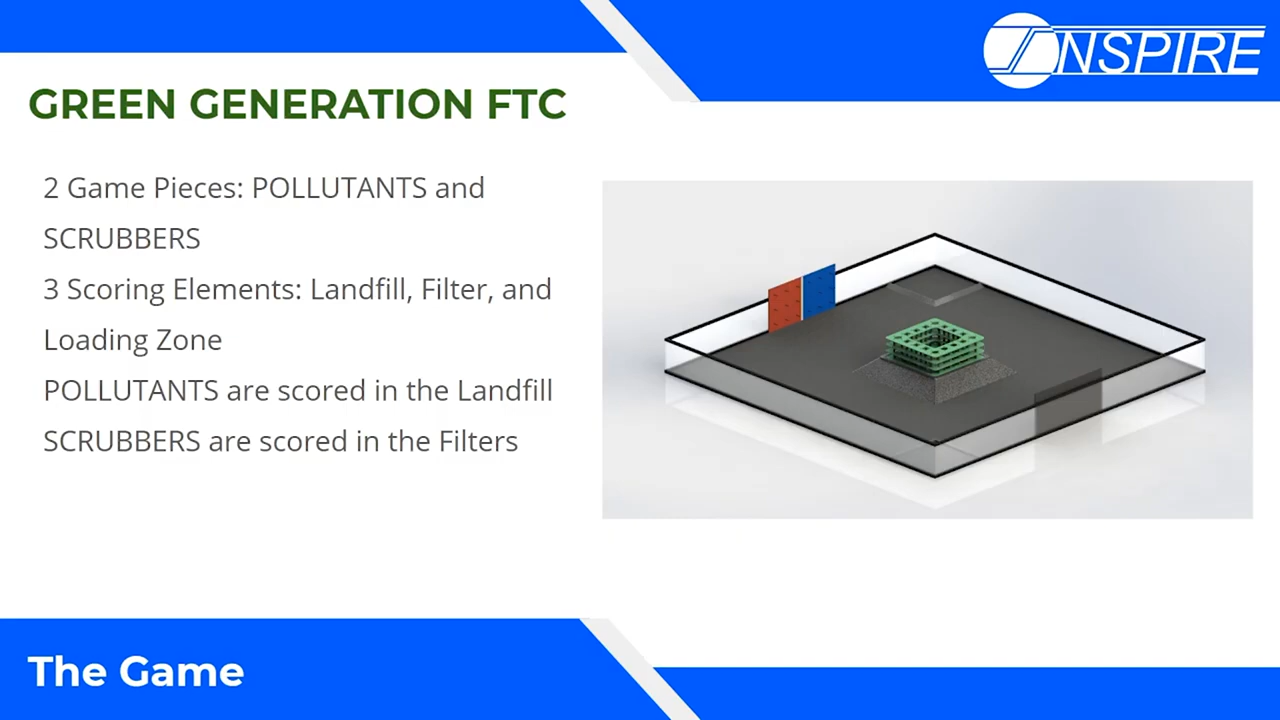 INSPIRE
GREEN GENERATION FTC
2 Game Pieces: POLLUTANTS and
SCRUBBERS
3 Scoring Elements: Landfill, Filter, and
Loading Zone
POLLUTANTS are scored in the Landfill
SCRUBBERS are scored in the Filters
The Game